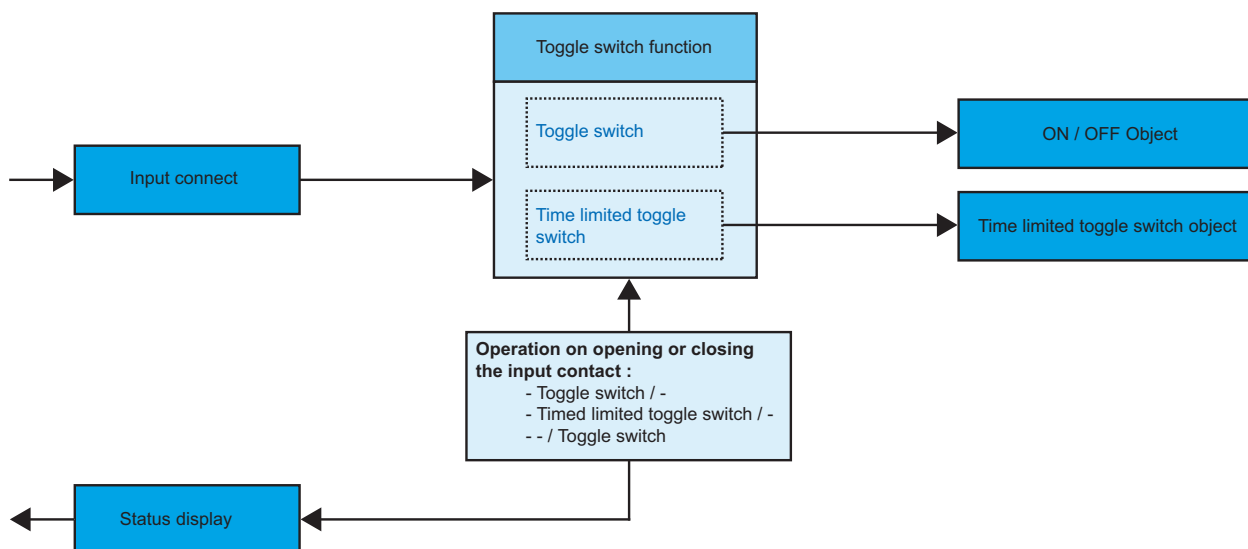 Toggle switch function
Toggle switch
ON / OFF Object
Input connect
Time limited toggle
switch
Time limited toggle switch object
Operation on opening or closing
the input contact :
- Toggle switch / -
- Timed limited toggle switch / -
- - / Toggle switch
Status display